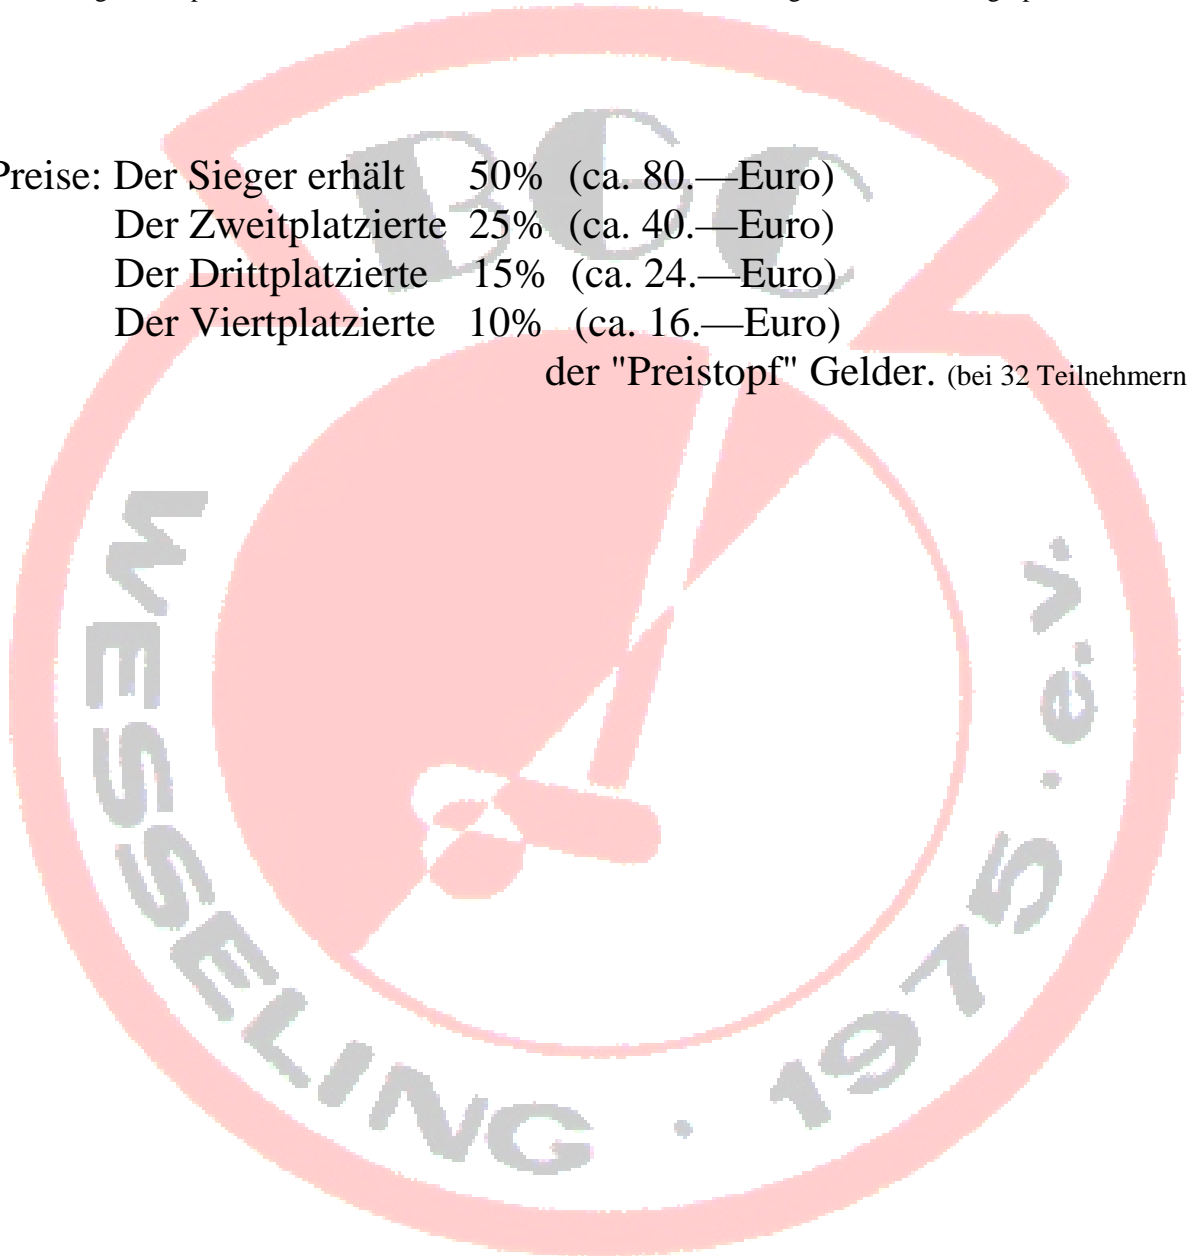 Preise: Der Sieger erhält 50% (ca. 80.—Euro)
Der Zweitplatzierte 25% (ca. 40.—Euro)
Der Drittplatzierte 15% (ca. 24.—Euro)
Der Viertplatzierte 10% (ca. 16.—Euro)
der "Preistopf" Gelder. (bei 32 Teilnehmern
BCC
WESSELING · 1975 · e.V.